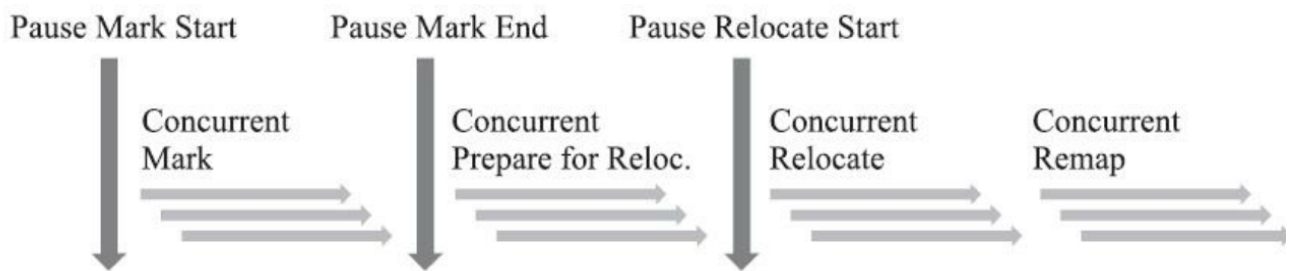 Pause Mark Start
Pause Mark End
Pause Relocate Start
Concurrent
Mark
Concurrent
Prepare for Reloc.
Concurrent
Relocate
Concurrent
Remap